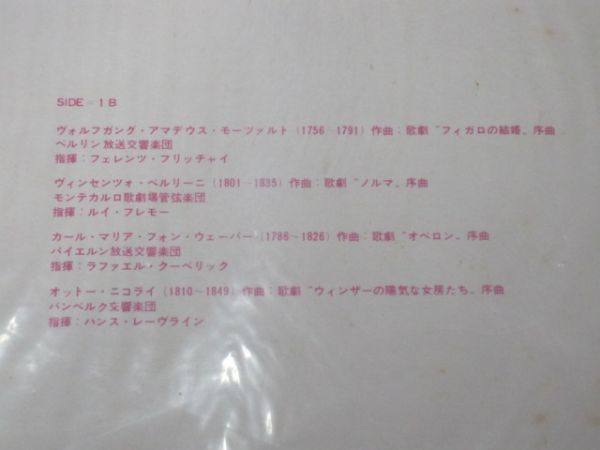 SIDE=1B
ヴォルフガング・アマデウス・モーツァルト（1756～1791）作曲：歌劇“フィガロの結婚„序曲
ベルリン放送交響楽団
指揮：フェレンツ・フリッチャイ
ヴィンセンツォ・ベルリーニ（1801～1835）作曲：歌劇“ノルマ„序曲
モンテカルロ歌劇場管弦楽団
指揮：ルイ・フレモー
カール・マリア・フォン・ウェーバー（1786～1826）作曲：歌劇“オベロン„序曲
バイエルン放送交響楽団
指揮：ラファエル・クーベリック
オットー・ニコライ（1810～1849）作曲：歌劇“ウィンザーの陽気な女房たち„序曲
バンベルク交響楽団
指揮：ハンス・レーヴライン